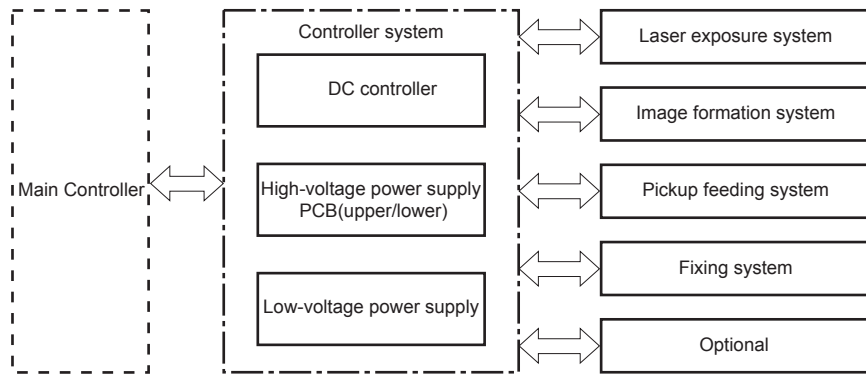 Main Controller
Controller system
DC controller
High-voltage power supply
PCB(upper/lower)
Low-voltage power supply
Laser exposure system
Image formation system
Pickup feeding system
Fixing system
Optional